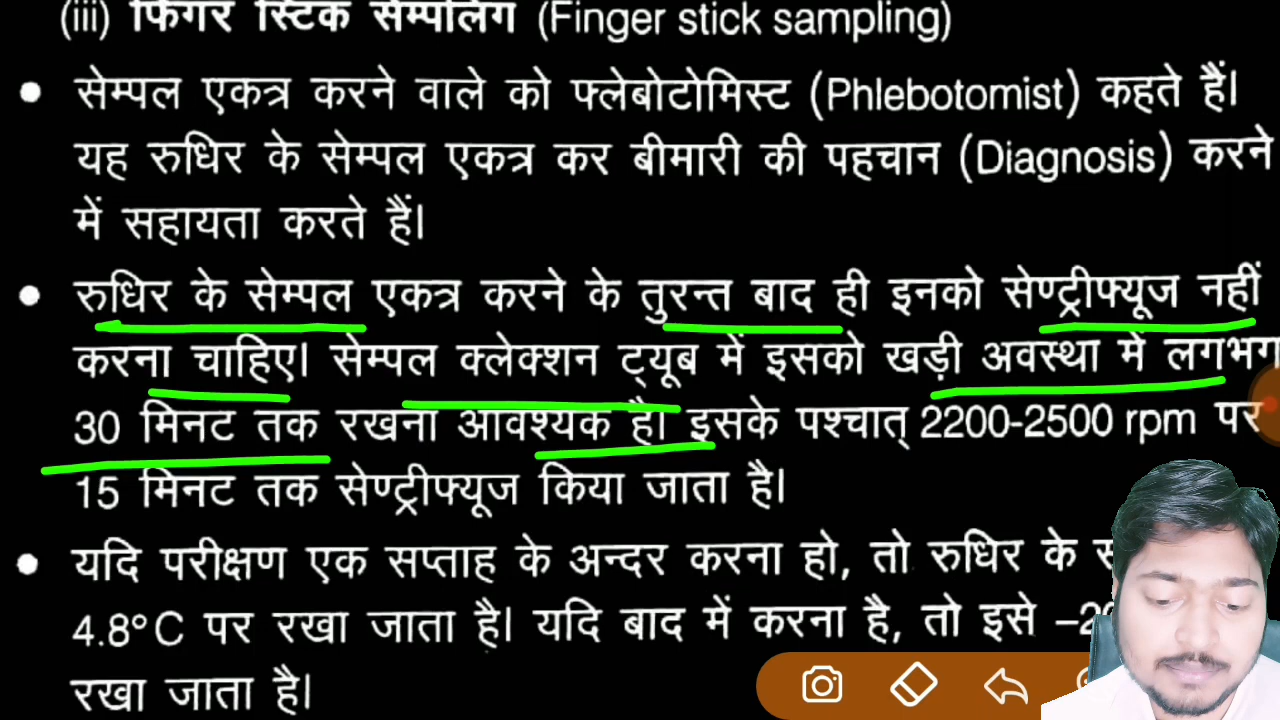 (iii) फिंगर स्टिक सेम्पलिंग (Finger stick sampling)
• सेम्पल एकत्र करने वाले को फ्लेबोटोमिस्ट (Phlebotomist) कहते हैं।
यह रुधिर के सेम्पल एकत्र कर बीमारी की पहचान (Diagnosis) करने
में सहायता करते हैं।
• रुधिर के सेम्पल एकत्र करने के तुरन्त बाद ही इनको सेण्ट्रीफ्यूज नहीं
करना चाहिए। सेम्पल क्लेक्शन ट्यूब में इसको खड़ी अवस्था में लगभग
30 मिनट तक रखना आवश्यक है। इसके पश्चात् 2200-2500 rpm पर
15 मिनट तक सेण्ट्रीफ्यूज किया जाता है।
• यदि परीक्षण एक सप्ताह के अन्दर करना हो, तो रुधिर के
4.8°C पर रखा जाता है। यदि बाद में करना है, तो इसे
रखा जाता है।